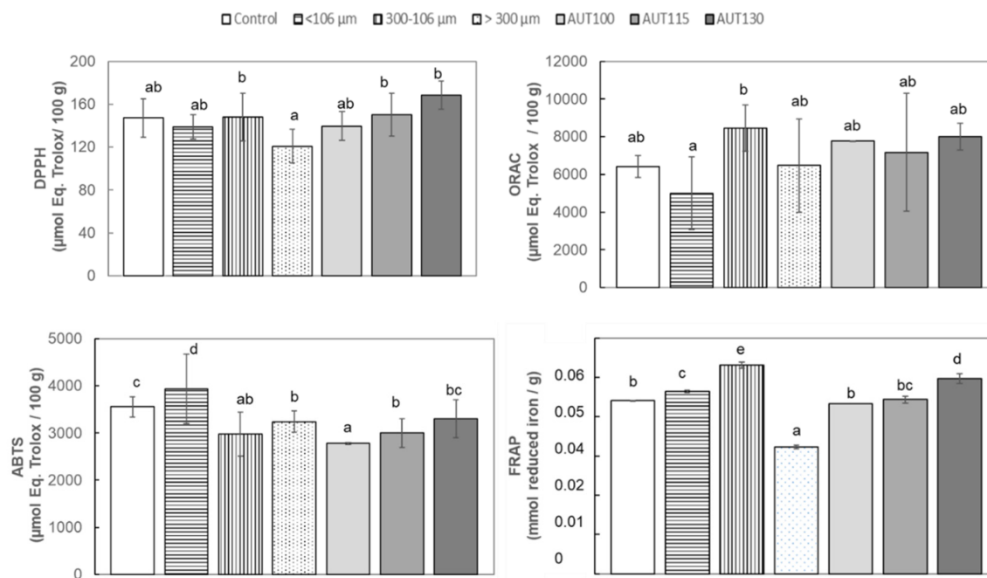 Control <106 µm 300-106 µm > 300 µm AUT100 AUT115 AUT130
DPPH
(µmol Eq. Trolox/ 100 g)
200
160
120
80
40
0
ab ab b a ab b b
ORAC
(µmol Eq. Trolox / 100 g)
12000
10000
8000
6000
4000
2000
0
ab a b ab ab ab ab
ABTS
(µmol Eq. Trolox / 100 g)
5000
4000
3000
2000
1000
0
c d ab b a ab bc
FRAP
(mmol reduced iron / g)
0.06
0.05
0.04
0.02
0.01
0
b c e a b bc d